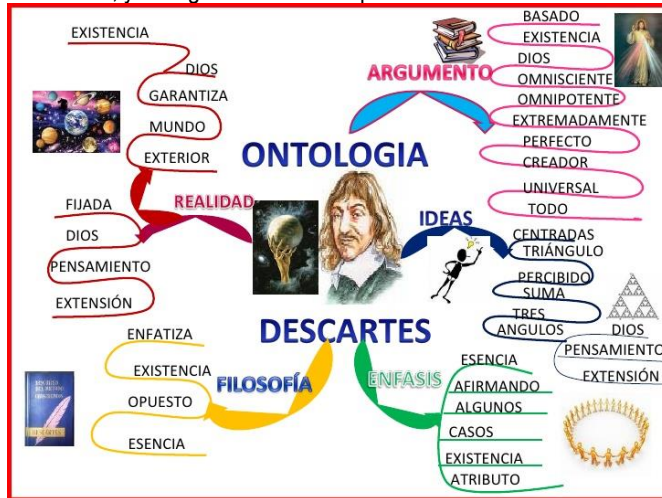 EXISTENCIA
DIOS
GARANTIZA
MUNDO
EXTERIOR
REALIDAD
FIJADA
DIOS
PENSAMIENTO
EXTENSIÓN
ONTOLOGIA
DESCARTES
ARGUMENTO
BASADO
EXISTENCIA
DIOS
OMNISCIENTE
OMNIPOTENTE
EXTREMADAMENTE
PERFECTO
CREADOR
UNIVERSAL
TODO
IDEAS
CENTRADAS
TRIÁNGULO
PERCIBIDO
SUMA
TRES
ANGULOS
DIOS
PENSAMIENTO
EXTENSIÓN
FILOSOFÍA
ENFATIZA
EXISTENCIA
OPUESTO
ESENCIA
ENFASIS
ESENCIA
AFIRMANDO
ALGUNOS
CASOS
EXISTENCIA
ATRIBUTO